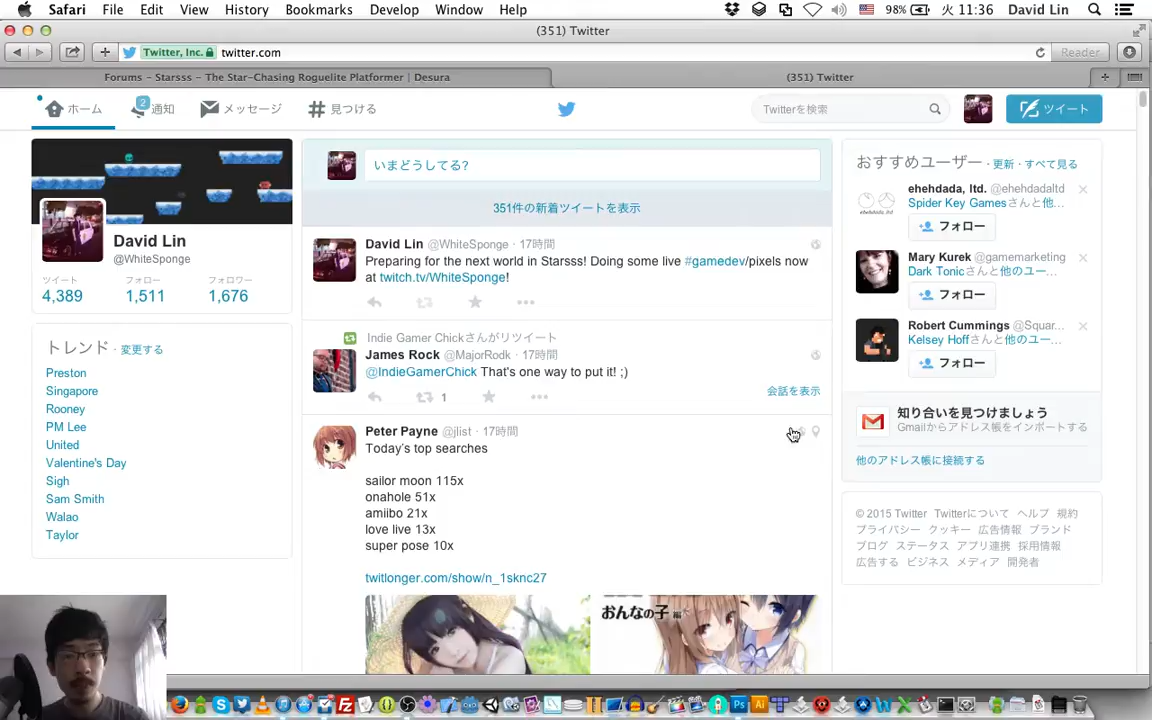 Safari File Edit View History Bookmarks Develop Window Help 98% 火 11:36 David Lin
(351) Twitter
Twitter, Inc. twitter.com Reader
Forums – Starsss – The Star-Chasing Roguelite Platformer | Desura (351) Twitter
ホーム 2 通知 メッセージ 見つける Twitterを検索 ツイート
David Lin
@WhiteSponge
ツイート フォロー フォロワー
4,389 1,511 1,676
トレンド · 変更する
Preston
Singapore
Rooney
PM Lee
United
Valentine's Day
Sigh
Sam Smith
Walao
Taylor
いまどうしてる?
351件の新着ツイートを表示
David Lin @WhiteSponge · 17時間
Preparing for the next world in Starsss! Doing some live #gamedev/pixels now
at twitch.tv/WhiteSponge!
Indie Gamer Chickさんがリツイート
James Rock @MajorRodk · 17時間
@IndieGamerChick That's one way to put it! ;)
会話を表示
1
Peter Payne @jlist · 17時間
Today's top searches
sailor moon 115x
onahole 51x
amiibo 21x
love live 13x
super pose 10x
twitlonger.com/show/n_1sknc27
おんなの子 編
おすすめユーザー · 更新 · すべて見る
ehehdada, ltd. @ehehdadaltd
Spider Key Gamesさんと他...
フォロー
Mary Kurek @gamemarketing
Dark Tonicさんと他のユー...
フォロー
Robert Cummings @Squar...
Kelsey Hoffさんと他のユー...
フォロー
知り合いを見つけましょう
Gmailからアドレス帳をインポートする
他のアドレス帳に接続する
© 2015 Twitter Twitterについて ヘルプ 規約
プライバシー クッキー 広告情報 ブランド
ブログ ステータス アプリ連携 採用情報
広告する ビジネス メディア 開発者